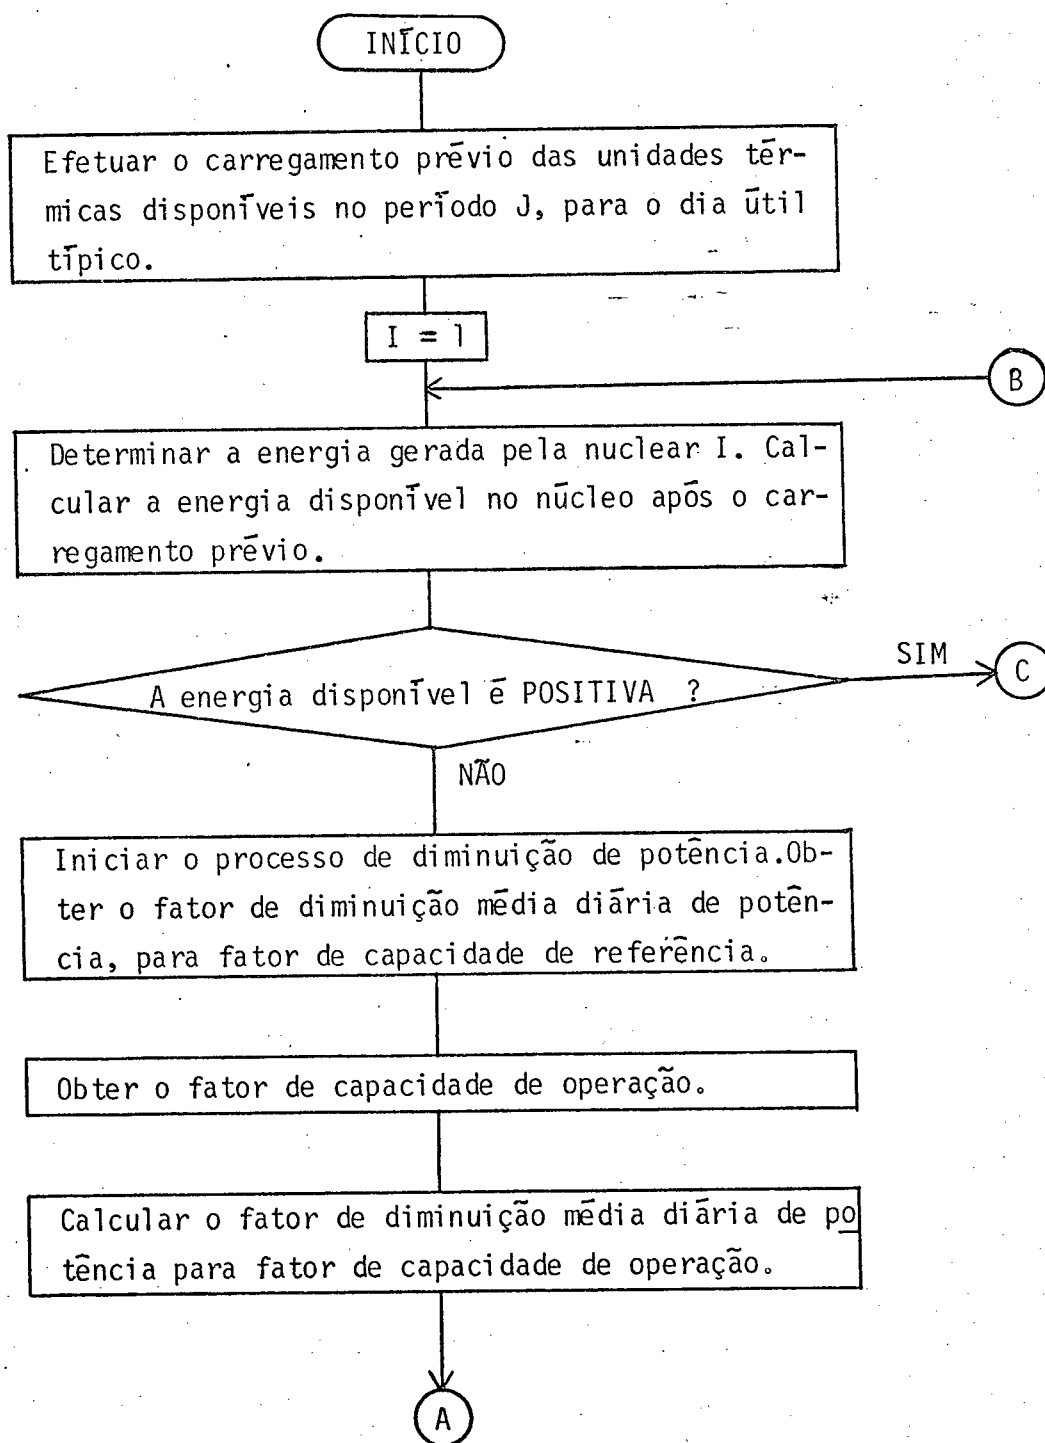 INÍCIO
Efetuar o carregamento prévio das unidades tér-
micas disponíveis no período J, para o dia útil
típico.
I = 1
B
Determinar a energia gerada pela nuclear I. Cal-
cular a energia disponível no núcleo após o car-
regamento prévio.
SIM
C
A energia disponível é POSITIVA ?
NÃO
Iniciar o processo de diminuição de potência.Ob-
ter o fator de diminuição média diária de potên-
cia, para fator de capacidade de referência.
Obter o fator de capacidade de operação.
Calcular o fator de diminuição média diária de po
tência para fator de capacidade de operação.
A